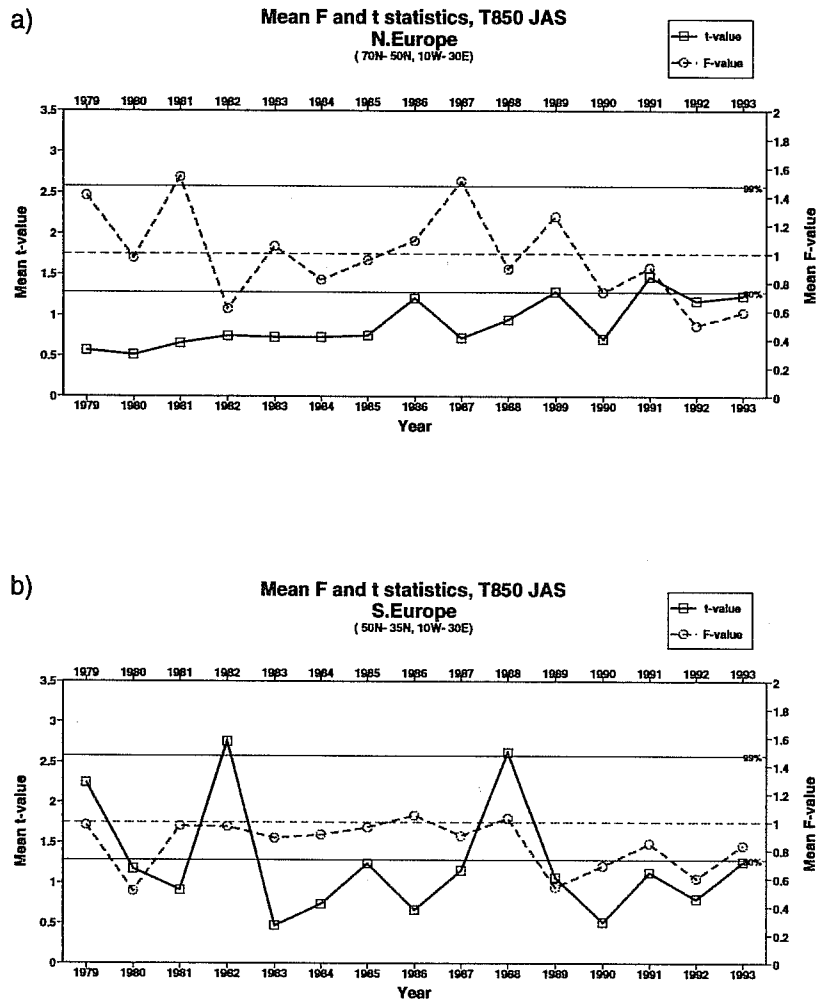 a)
Mean F and t statistics, T850 JAS
N.Europe
( 70N- 50N, 10W- 30E)
t-value
F-value
1979 1980 1981 1982 1983 1984 1985 1986 1987 1988 1989 1990 1991 1992 1993
3.5
3
2.5
2
1.5
1
0.5
0
Mean t-value
2
1.8
1.6
1.4
1.2
1
0.8
0.6
0.4
0.2
0
Mean F-value
99%
80%
1979 1980 1981 1982 1983 1984 1985 1986 1987 1988 1989 1990 1991 1992 1993
Year
b)
Mean F and t statistics, T850 JAS
S.Europe
( 50N- 35N, 10W- 30E)
t-value
F-value
1979 1980 1981 1982 1983 1984 1985 1986 1987 1988 1989 1990 1991 1992 1993
3.5
3
2.5
2
1.5
1
0.5
0
Mean t-value
2
1.8
1.6
1.4
1.2
1
0.8
0.6
0.4
0.2
0
Mean F-value
99%
80%
1979 1980 1981 1982 1983 1984 1985 1986 1987 1988 1989 1990 1991 1992 1993
Year